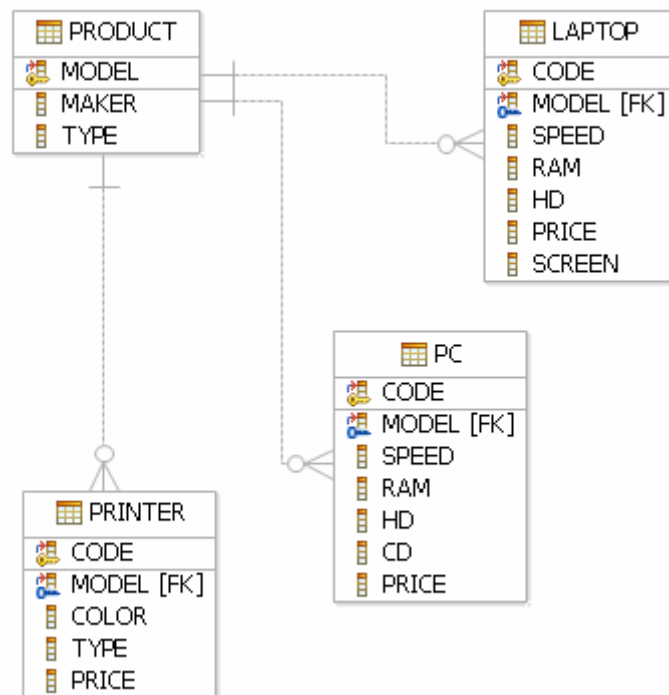 PRODUCT
MODEL
MAKER
TYPE
LAPTOP
CODE
MODEL [FK]
SPEED
RAM
HD
PRICE
SCREEN
PC
CODE
MODEL [FK]
SPEED
RAM
HD
CD
PRICE
PRINTER
CODE
MODEL [FK]
COLOR
TYPE
PRICE